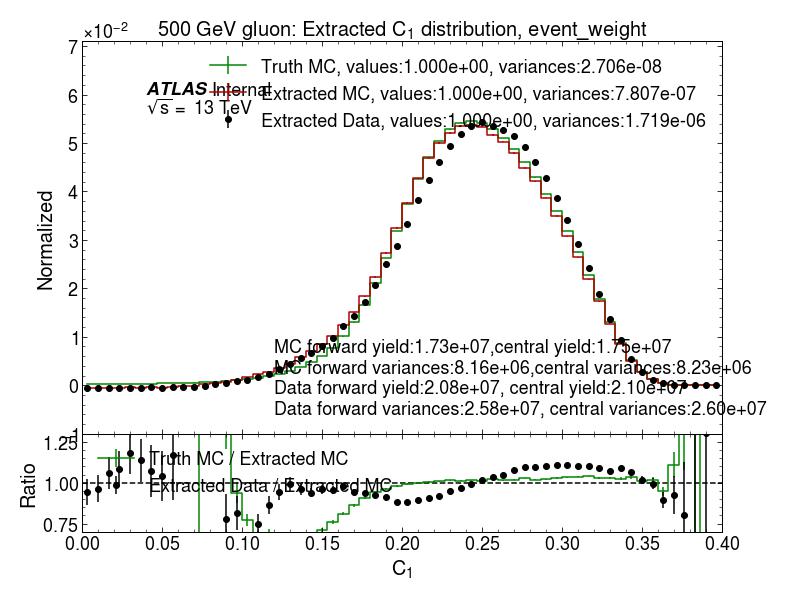 500 GeV gluon: Extracted C1 distribution, event_weight
×10−2
Truth MC, values:1.000e+00, variances:2.706e-08
ATLAS Internal
Extracted MC, values:1.000e+00, variances:7.807e-07
√s = 13 TeV
Extracted Data, values:1.000e+00, variances:1.719e-06
7
6
5
4
3
2
1
0
1
Normalized
MC forward yield:1.73e+07,central yield:1.75e+07
MC forward variances:8.16e+06,central variances:8.23e+06
Data forward yield:2.08e+07, central yield:2.10e+07
Data forward variances:2.58e+07, central variances:2.60e+07
1.25
1.00
0.75
Ratio
Truth MC / Extracted MC
Extracted Data / Extracted MC
0.00 0.05 0.10 0.15 0.20 0.25 0.30 0.35 0.40
C1